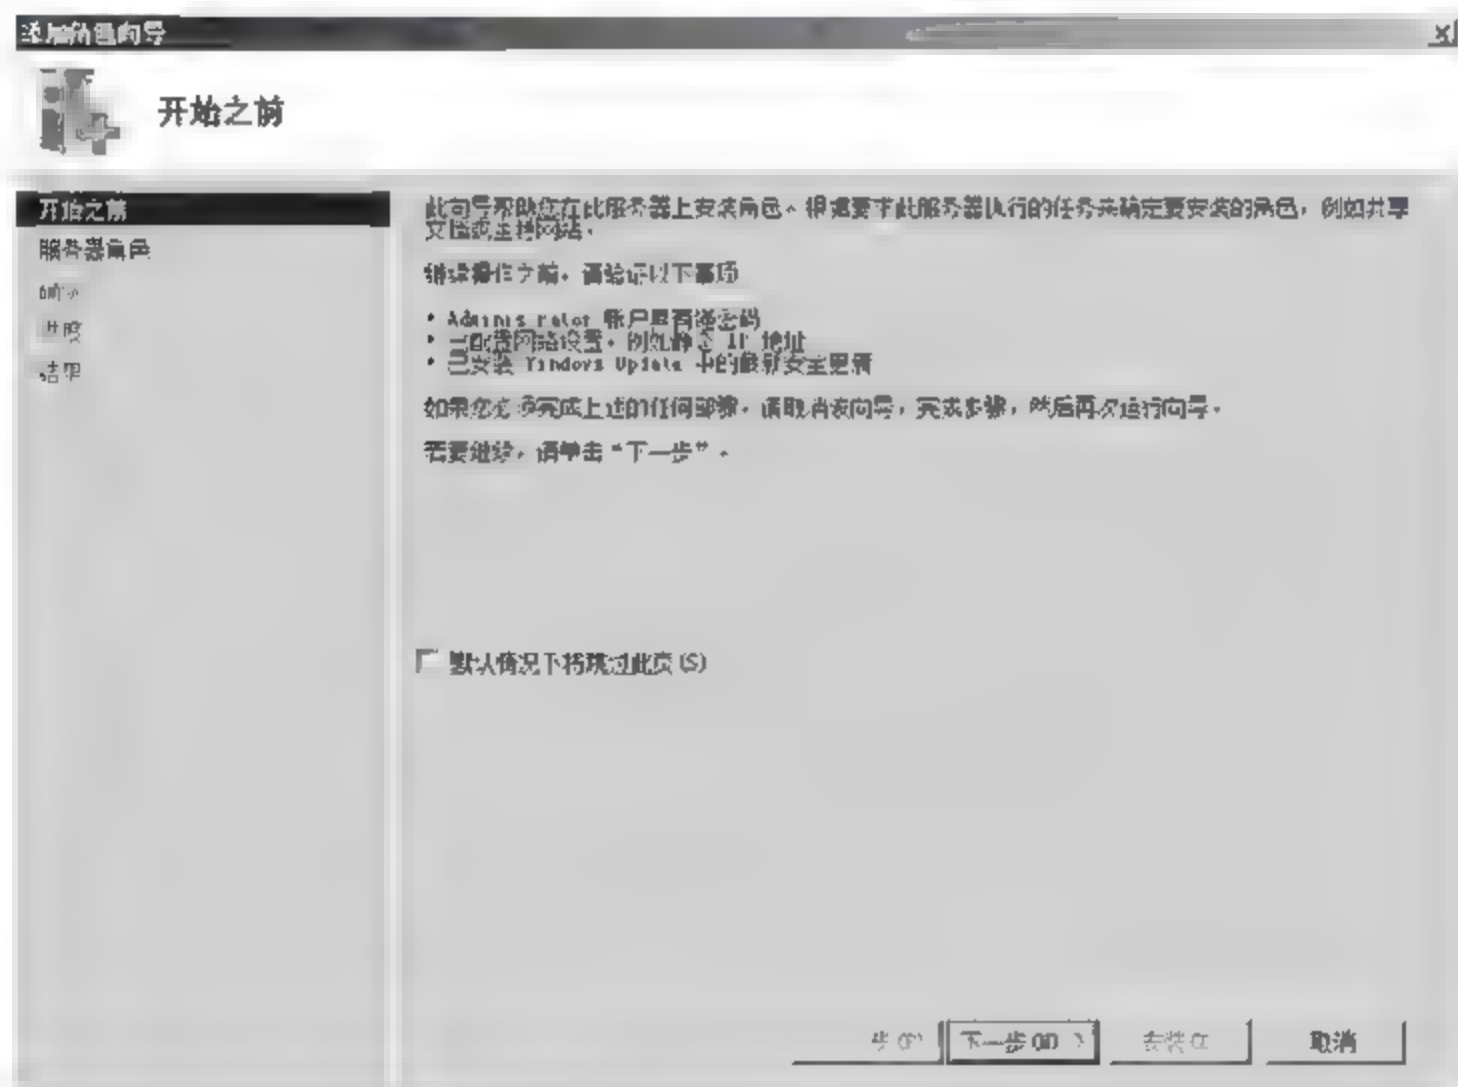 添加角色向导
开始之前
开始之前
服务器角色
确认
进度
结果
此向导帮助您在此服务器上安装角色。根据要在此服务器执行的任务来确定要安装的角色，例如共享
文档或主持网站。
继续操作之前，请验证以下事项
• Administrator 帐户具有强密码
• 已配置网络设置，例如静态 IP 地址
• 已安装 Windows Update 中的最新安全更新
如果您必须完成上述的任何步骤，请取消该向导，完成步骤，然后再次运行向导。
若要继续，请单击“下一步”。
默认情况下将跳过此页(S)
步(P)
下一步(N) >
安装(I)
取消